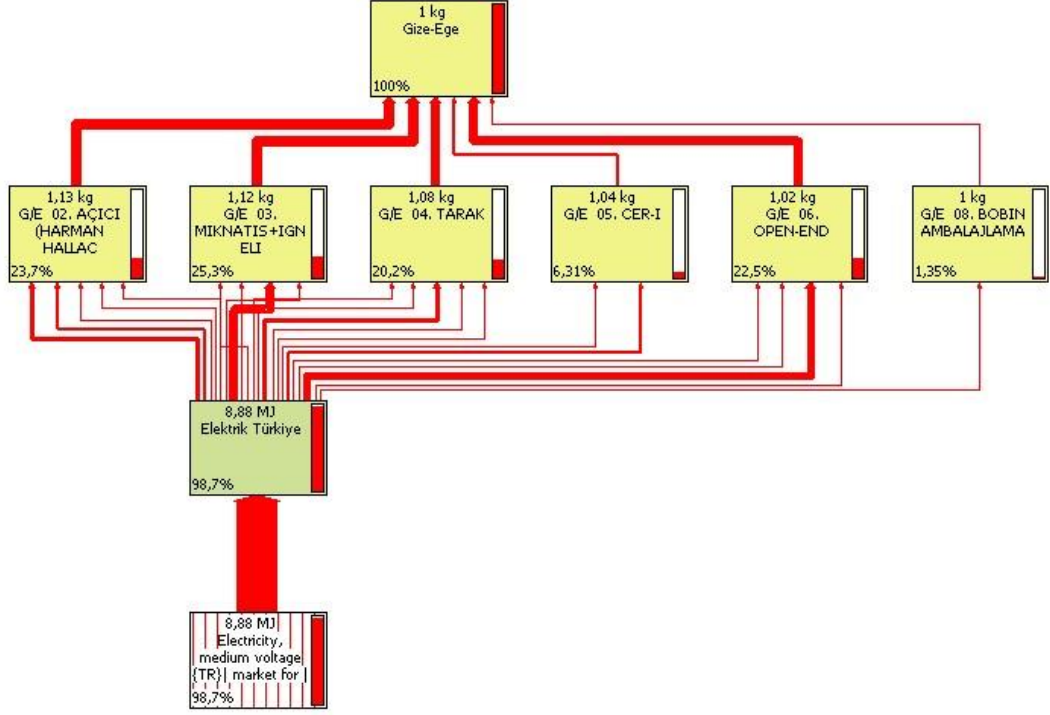 1 kg
Gize-Ege
100%
1,13 kg
G/E 02. AÇICI
(HARMAN
HALLAC
23,7%
1,12 kg
G/E 03.
MIKNATIS+IGN
ELI
25,3%
1,08 kg
G/E 04. TARAK
20,2%
1,04 kg
G/E 05. CER-I
6,31%
1,02 kg
G/E 06.
OPEN-END
22,5%
1 kg
G/E 08. BOBIN
AMBALAJLAMA
1,35%
8,88 MJ
Elektrik Türkiye
98,7%
8,88 MJ
Electricity,
medium voltage
{TR}| market for |
98,7%